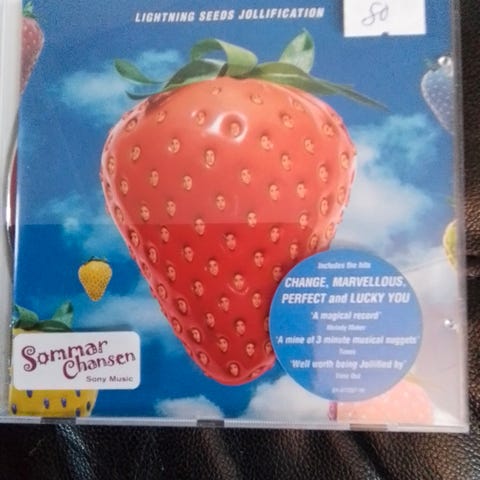 LIGHTNING SEEDS JOLLIFICATION
80
Includes the hits
CHANGE, MARVELLOUS,
PERFECT and LUCKY YOU
'A magical record'
Melody Maker
'A mine of 3 minute musical nuggets'
Times
'Well worth being Jollified by'
Time Out
Sommar
Chansen
Sony Music